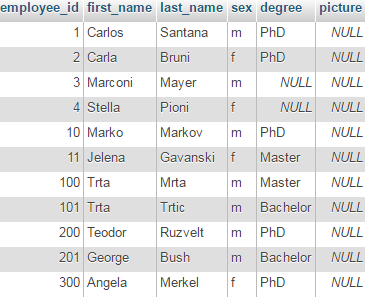 employee_id first_name last_name sex degree picture
1 Carlos Santana m PhD NULL
2 Carla Bruni f PhD NULL
3 Marconi Mayer m NULL NULL
4 Stella Pioni f NULL NULL
10 Marko Markov m PhD NULL
11 Jelena Gavanski f Master NULL
100 Trta Mrta m Master NULL
101 Trta Trtic m Bachelor NULL
200 Teodor Ruzvelt m PhD NULL
201 George Bush m Bachelor NULL
300 Angela Merkel f PhD NULL